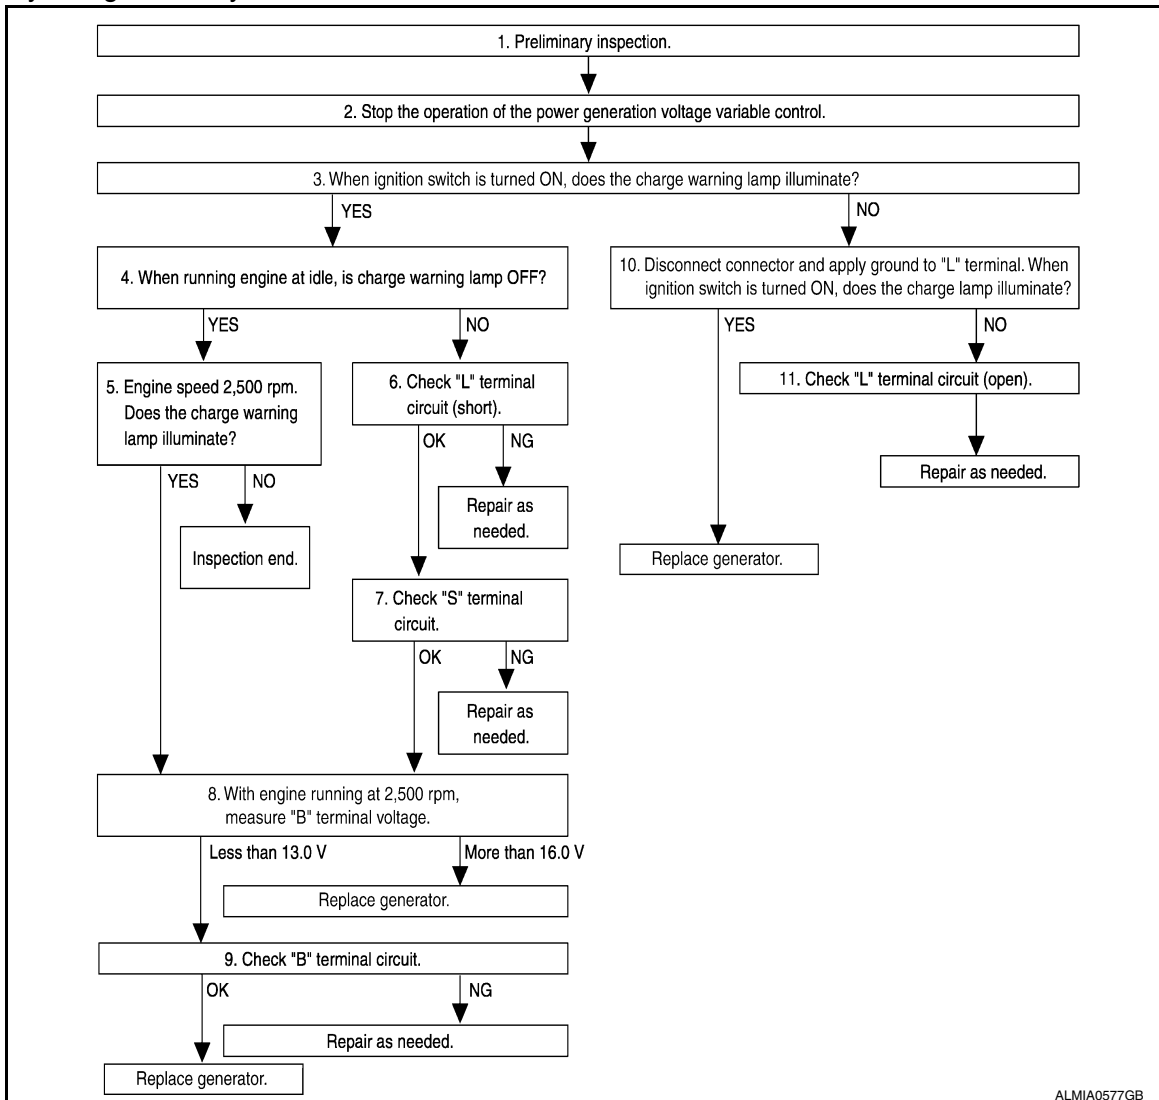 1. Preliminary inspection.
2. Stop the operation of the power generation voltage variable control.
3. When ignition switch is turned ON, does the charge warning lamp illuminate?
YES
NO
4. When running engine at idle, is charge warning lamp OFF?
10. Disconnect connector and apply ground to "L" terminal. When
ignition switch is turned ON, does the charge lamp illuminate?
YES
NO
YES
NO
5. Engine speed 2,500 rpm.
Does the charge warning
lamp illuminate?
6. Check "L" terminal
circuit (short).
11. Check "L" terminal circuit (open).
OK
NG
YES
NO
Repair as needed.
Repair as
needed.
Inspection end.
Replace generator.
7. Check "S" terminal
circuit.
OK
NG
Repair as
needed.
8. With engine running at 2,500 rpm,
measure "B" terminal voltage.
Less than 13.0 V
More than 16.0 V
Replace generator.
9. Check "B" terminal circuit.
OK
NG
Repair as needed.
Replace generator.
ALMIA0577GB